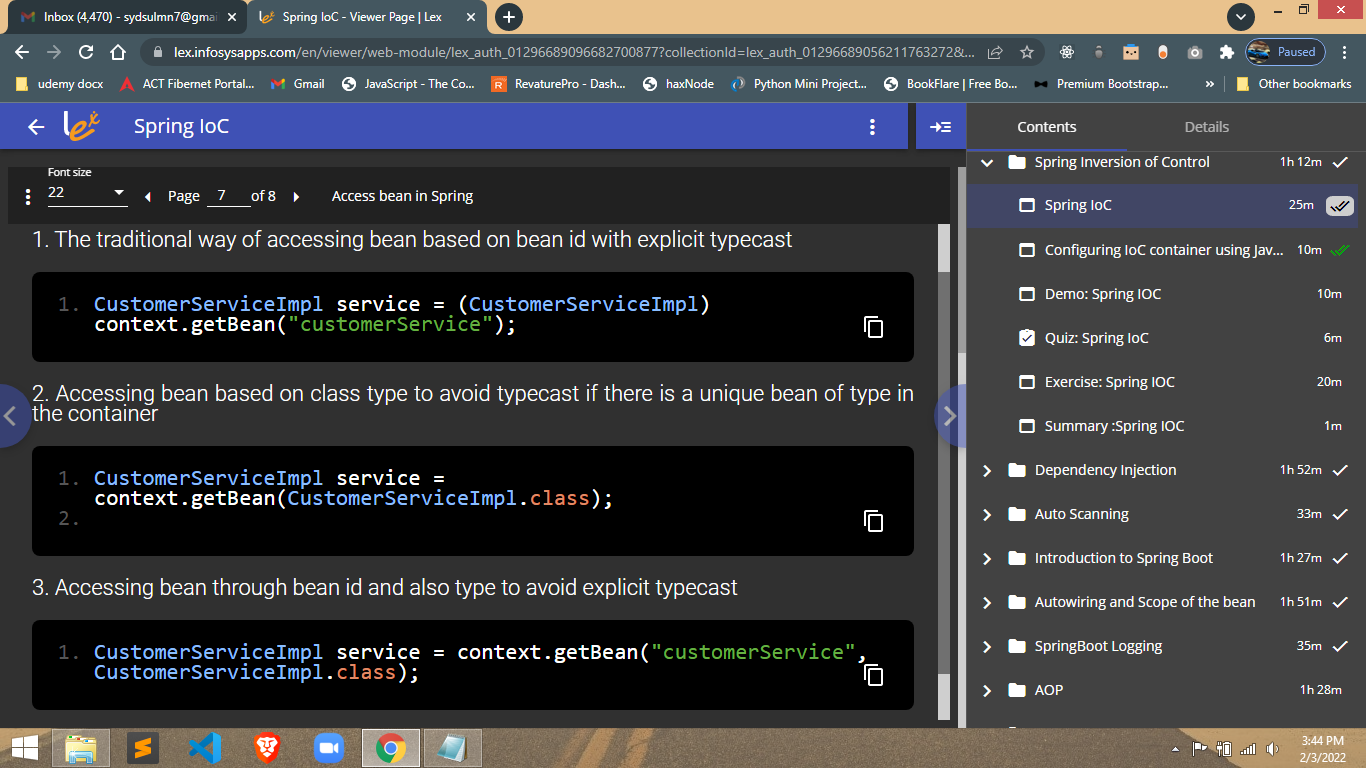 Inbox (4,470) - sydsulmn7@gmai
Spring IoC - Viewer Page | Lex
lex.infosysapps.com/en/viewer/web-module/lex_auth_01296689096682700877?collectionId=lex_auth_012966890562117632728&...
Paused
udemy docx
ACT Fibernet Portal...
Gmail
JavaScript - The Co...
RevaturePro - Dash...
haxNode
Python Mini Project...
BookFlare | Free Bo...
Premium Bootstrap...
»
Other bookmarks
lex
Spring IoC
Contents
Details
Font size
22
Page 7 of 8
Access bean in Spring
1. The traditional way of accessing bean based on bean id with explicit typecast
1. CustomerServiceImpl service = (CustomerServiceImpl)
context.getBean("customerService");
2. Accessing bean based on class type to avoid typecast if there is a unique bean of type in
the container
1. CustomerServiceImpl service =
context.getBean(CustomerServiceImpl.class);
2.
3. Accessing bean through bean id and also type to avoid explicit typecast
1. CustomerServiceImpl service = context.getBean("customerService",
CustomerServiceImpl.class);
Spring Inversion of Control 1h 12m
Spring IoC 25m
Configuring IoC container using Jav... 10m
Demo: Spring IOC 10m
Quiz: Spring IoC 6m
Exercise: Spring IOC 20m
Summary :Spring IOC 1m
Dependency Injection 1h 52m
Auto Scanning 33m
Introduction to Spring Boot 1h 27m
Autowiring and Scope of the bean 1h 51m
SpringBoot Logging 35m
AOP 1h 28m
3:44 PM
2/3/2022